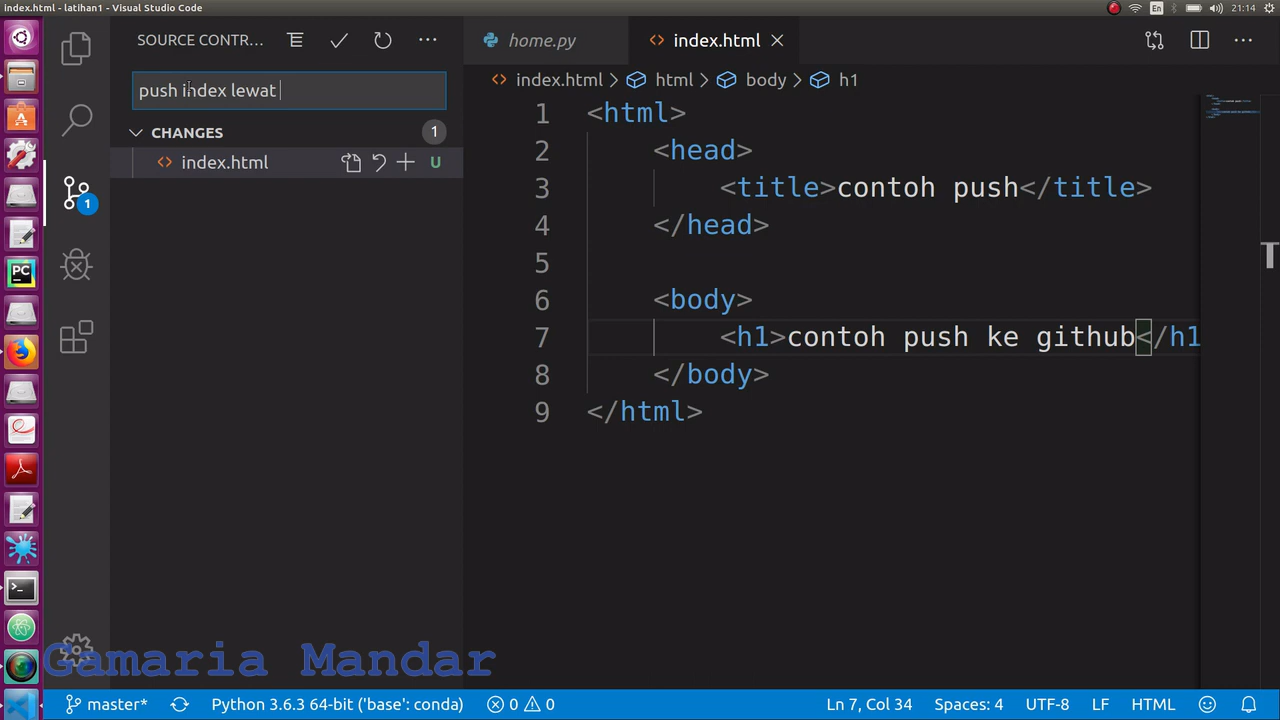 index.html - latihan1 - Visual Studio Code
En
21:14
SOURCE CONTR...
home.py
index.html
push index lewat
index.html > html > body > h1
CHANGES
1
index.html
U
1
PC
1 <html>
2 <head>
3 <title>contoh push</title>
4 </head>
5
6 <body>
7 <h1>contoh push ke github</h1
8 </body>
9 </html>
Gamaria Mandar
master*
Python 3.6.3 64-bit ('base': conda)
0
0
Ln 7, Col 34
Spaces: 4
UTF-8
LF
HTML